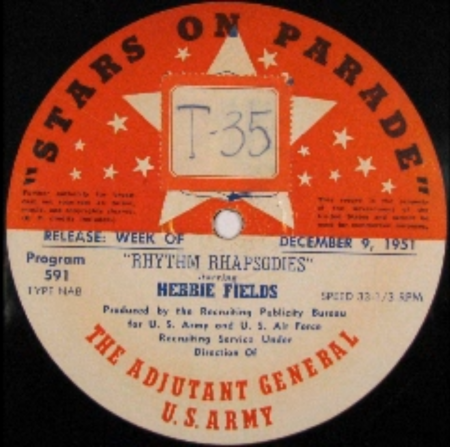 "STARS ON PARADE"
T-35
RELEASE: WEEK OF DECEMBER 9, 1951
Program 591
TYPE NAB
"RHYTHM RHAPSODIES"
starring
HERBIE FIELDS
SPEED 33-1/3 RPM
Produced by the Recruiting Publicity Bureau
for U. S. Army and U. S. Air Force
Recruiting Service Under
Direction Of
THE ADJUTANT GENERAL
U.S. ARMY